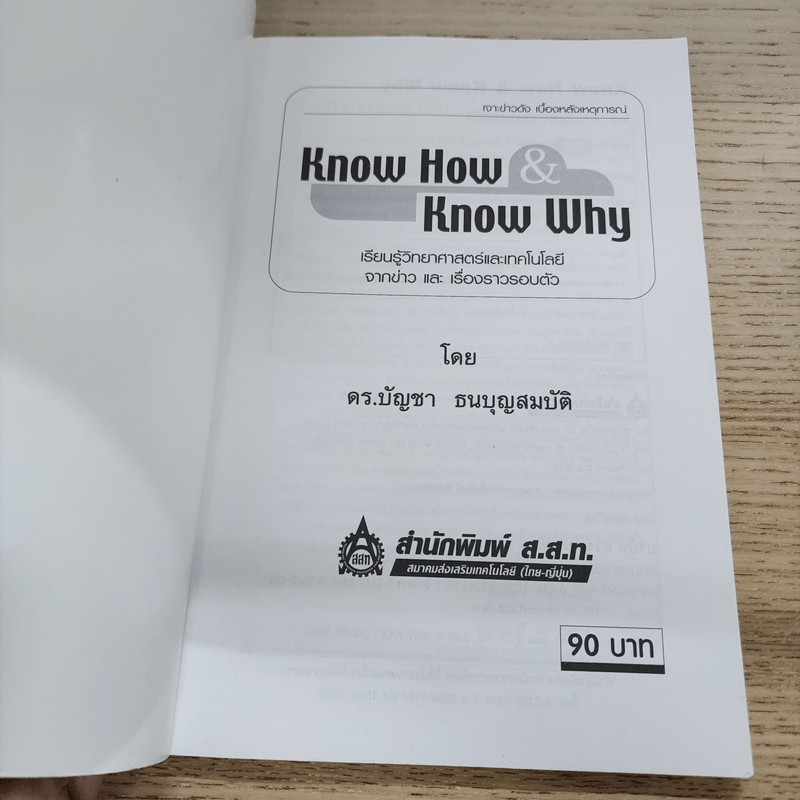 เจาะข่าวดัง เบื้องหลังเหตุการณ์
Know How &
Know Why
เรียนรู้วิทยาศาสตร์และเทคโนโลยี
จากข่าว และ เรื่องราวรอบตัว
โดย
ดร.บัญชา ธนบุญสมบัติ
สสท
สำนักพิมพ์ ส.ส.ท.
สมาคมส่งเสริมเทคโนโลยี (ไทย-ญี่ปุ่น)
90 บาท